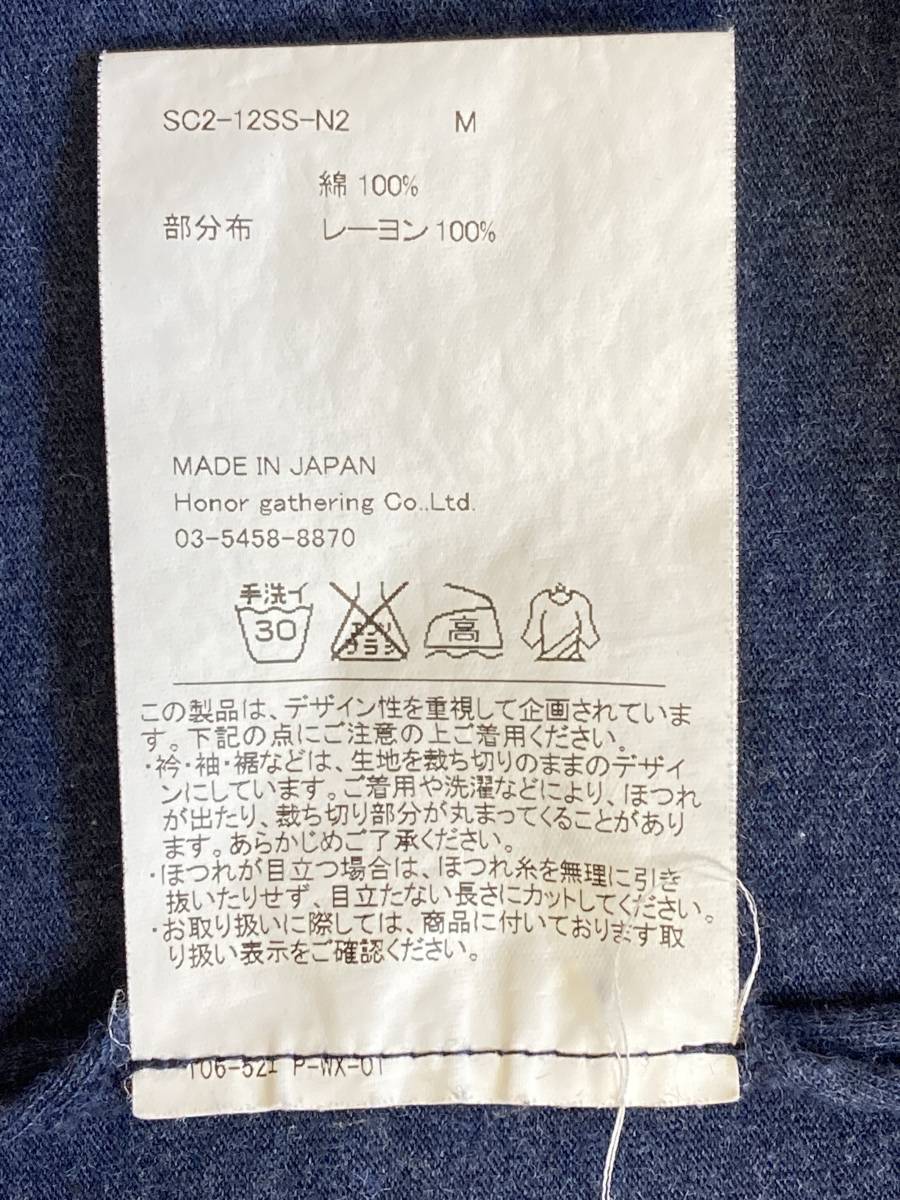 SC2-12SS-N2 M
綿 100%
部分布 レーヨン 100%
MADE IN JAPAN
Honor gathering Co.,Ltd.
03-5458-8870
手洗イ
30
エンソ
フラシ
高
この製品は、デザイン性を重視して企画されていま
す。下記の点にご注意の上ご着用ください。
・衿・袖・裾などは、生地を裁ち切りのままのデザイ
ンにしています。ご着用や洗濯などにより、ほつれ
が出たり、裁ち切り部分が丸まってくることがあり
ます。あらかじめご了承ください。
・ほつれが目立つ場合は、ほつれ糸を無理に引き
抜いたりせず、目立たない長さにカットしてください。
・お取り扱いに際しては、商品に付いております取
り扱い表示をご確認ください。
P-WX-01